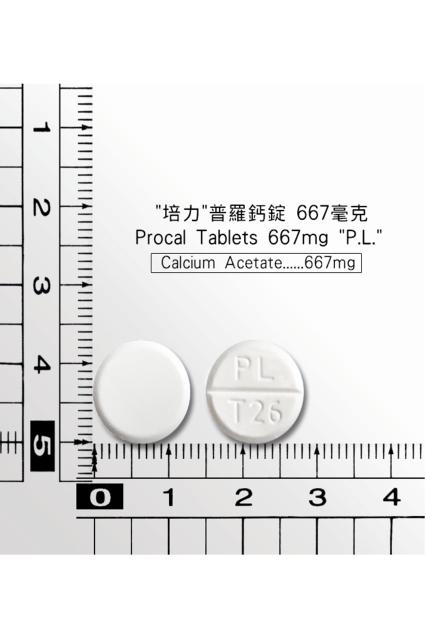 "培力"普羅鈣錠 667毫克
Procal Tablets 667mg "P.L."
Calcium Acetate......667mg
1
2
3
4
5
PL
T26
0 1 2 3 4